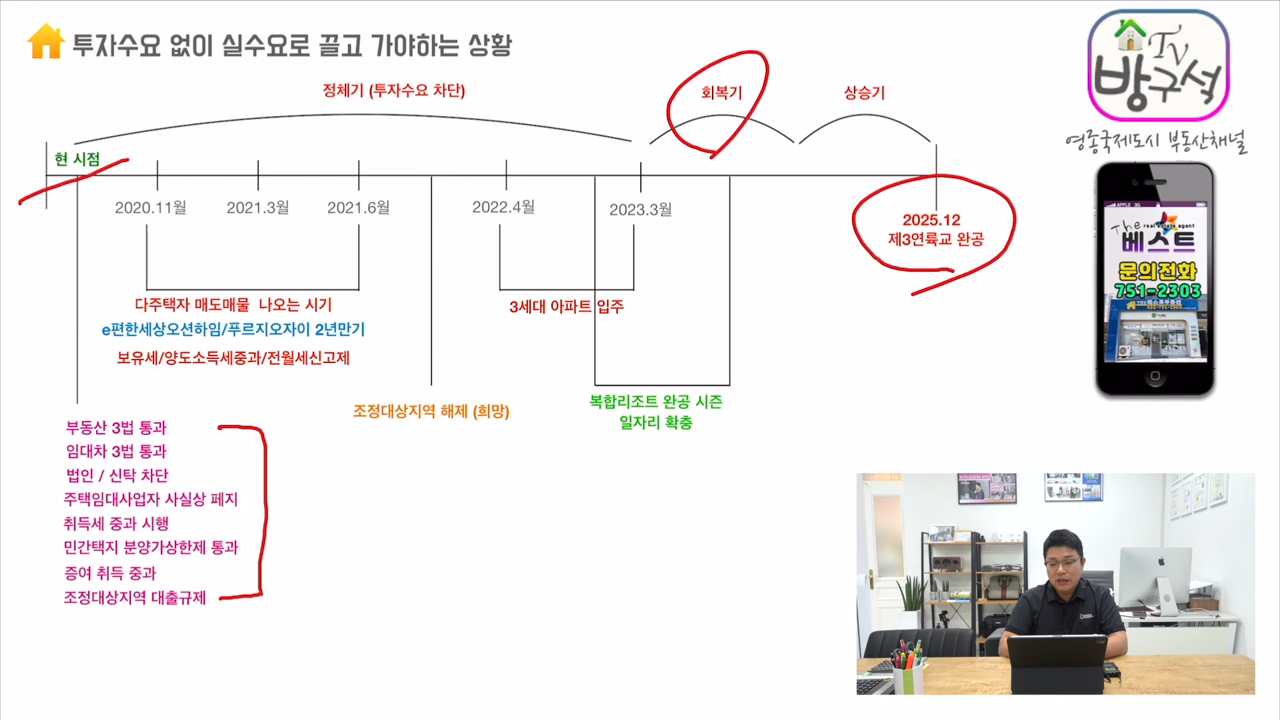 투자수요 없이 실수요로 끌고 가야하는 상황
TV
방구석
영종국제도시 부동산채널
정체기 (투자수요 차단)
회복기
상승기
현 시점
2020.11월
2021.3월
2021.6월
2022.4월
2023.3월
2025.12
제3연륙교 완공
다주택자 매도매물 나오는 시기
e편한세상오션하임/푸르지오자이 2년만기
보유세/양도소득세중과/전월세신고제
3세대 아파트 입주
조정대상지역 해제 (희망)
복합리조트 완공 시즌
일자리 확충
부동산 3법 통과
임대차 3법 통과
법인 / 신탁 차단
주택임대사업자 사실상 폐지
취득세 중과 시행
민간택지 분양가상한제 통과
증여 취득 중과
조정대상지역 대출규제
APPLE 3G
The real estate agent
베스트
문의전화
751-2303